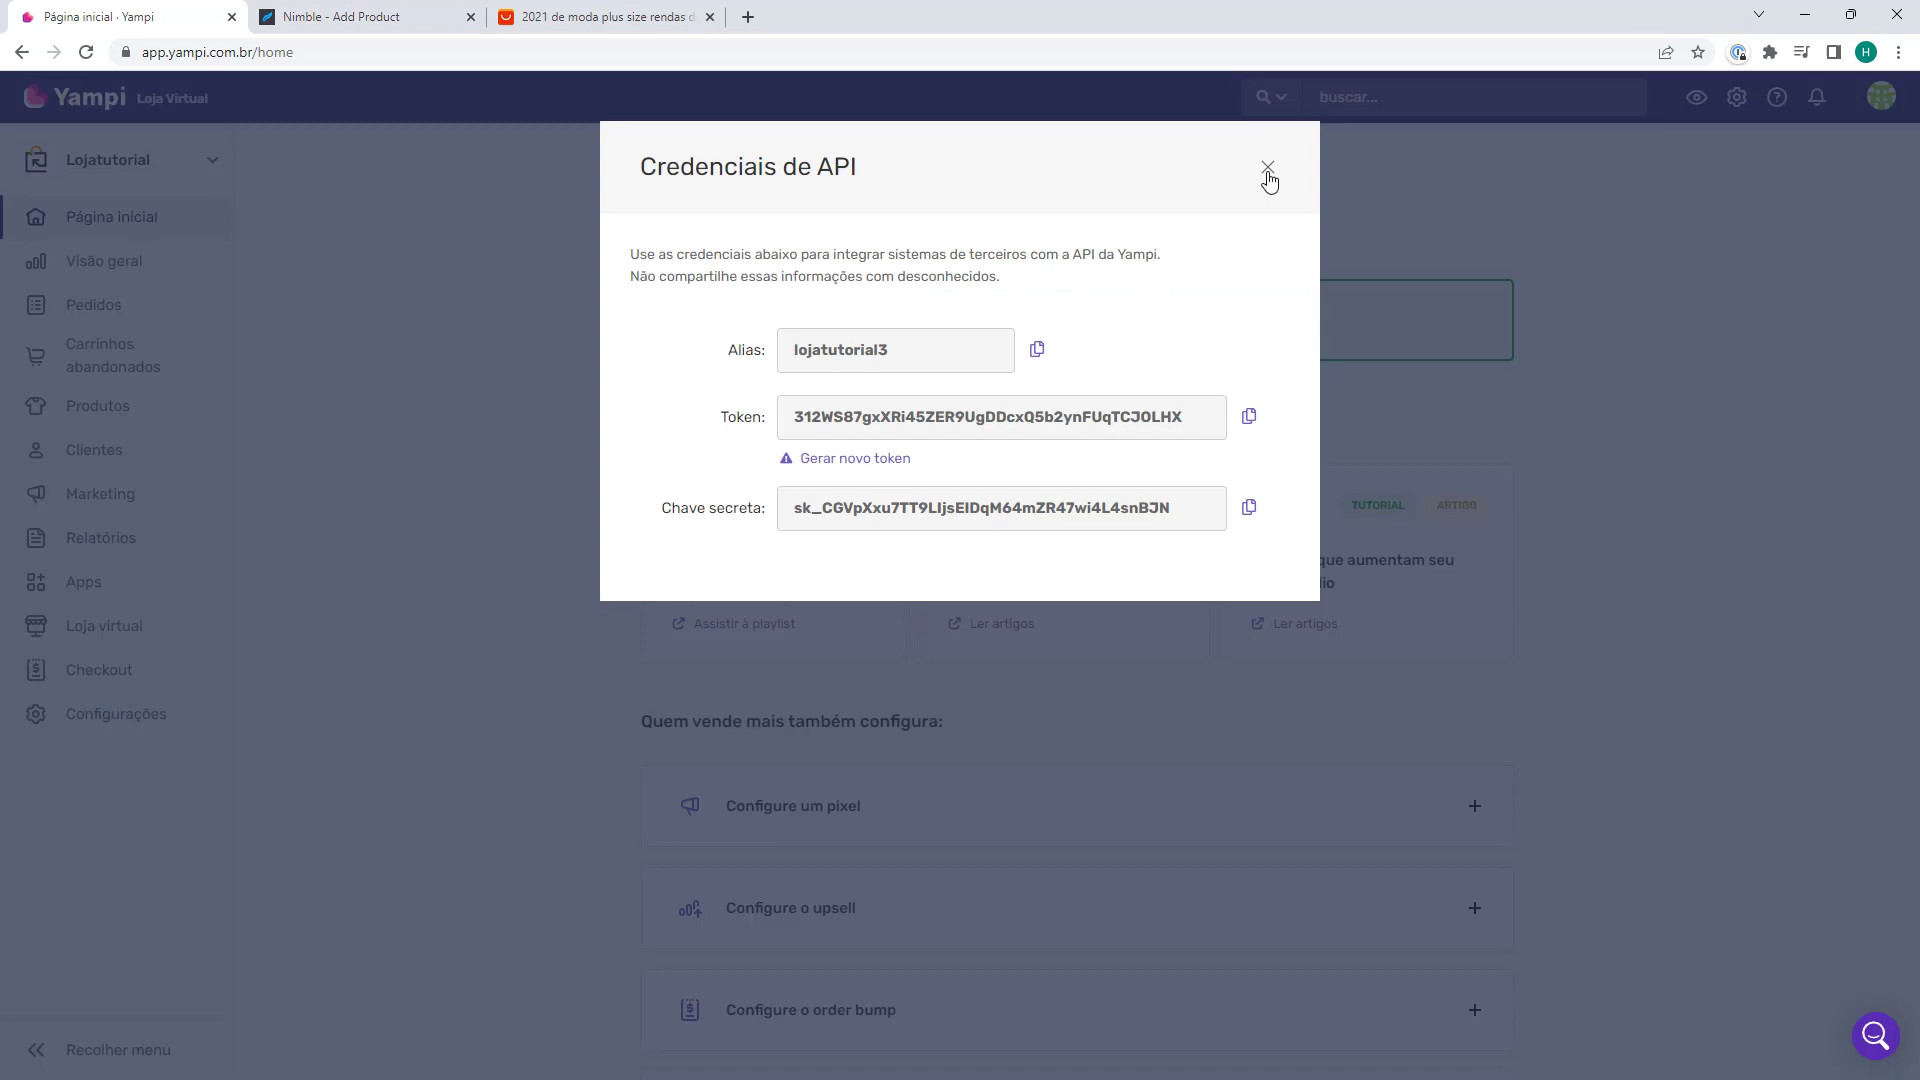 Página inicial · Yampi
Nimble - Add Product
2021 de moda plus size rendas d
app.yampi.com.br/home
H
Yampi Loja Virtual
buscar...
Lojatutorial
Página inicial
Visão geral
Pedidos
Carrinhos
abandonados
Produtos
Clientes
Marketing
Relatórios
Apps
Loja virtual
Checkout
Configurações
Recolher menu
Credenciais de API
Use as credenciais abaixo para integrar sistemas de terceiros com a API da Yampi.
Não compartilhe essas informações com desconhecidos.
Alias: lojatutorial3
Token: 312WS87gxXRi45ZER9UgDDcxQ5b2ynFUqTCJOLHX
Gerar novo token
Chave secreta: sk_CGVpXxu7TT9LIjsEIDqM64mZR47wi4L4snBJN
TUTORIAL ARTIGO
que aumentam seu
dio
Assistir à playlist
Ler artigos
Ler artigos
Quem vende mais também configura:
Configure um pixel
Configure o upsell
Configure o order bump